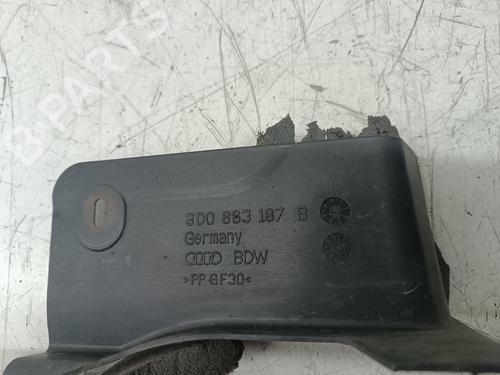 8D0 863 187 B
Germany
BDW
>PP GF30<
B-PARTS